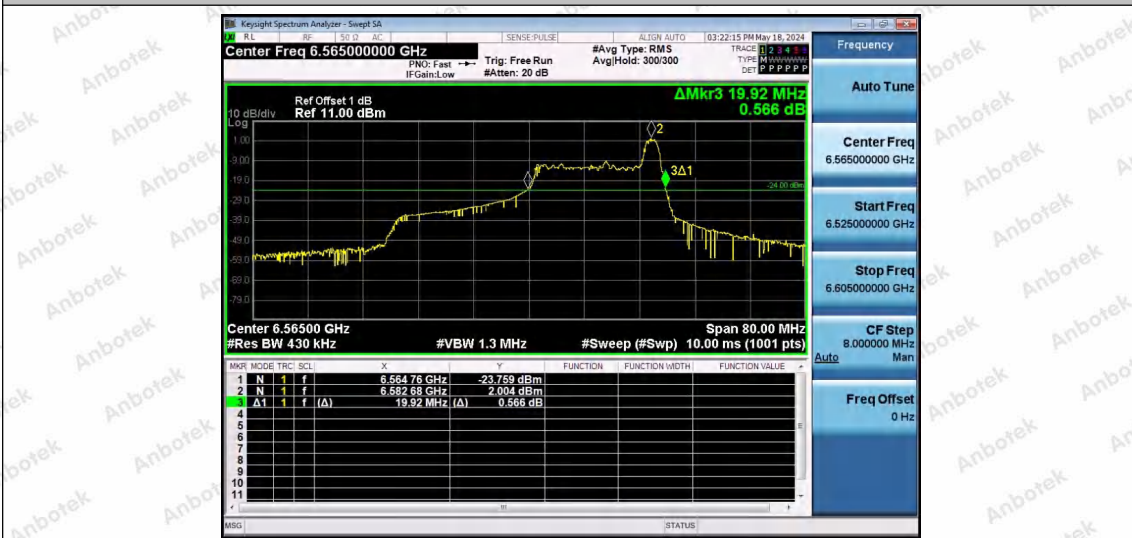 Keysight Spectrum Analyzer - Swept SA
RL RF 50 Ω AC SENSE:PULSE ALIGN AUTO 03:22:15 PM May 18, 2024
Center Freq 6.565000000 GHz
PNO: Fast
IFGain:Low
Trig: Free Run
#Atten: 20 dB
#Avg Type: RMS
Avg|Hold: 300/300
TRACE 1 2 3 4 5 6
TYPE M WWWWW
DET P P P P P P
Frequency
ΔMkr3 19.92 MHz
0.566 dB
Ref Offset 1 dB
10 dB/div Ref 11.00 dBm
Log
1.00
-9.00
-19.0
-29.0
-39.0
-49.0
-59.0
-69.0
-79.0
2
3Δ1
-24.00 dBm
Center 6.56500 GHz Span 80.00 MHz
#Res BW 430 kHz #VBW 1.3 MHz #Sweep (#Swp) 10.00 ms (1001 pts)
MKR MODE TRC SCL X Y FUNCTION FUNCTION WIDTH FUNCTION VALUE
1 N 1 f 6.564 76 GHz -23.759 dBm
2 N 1 f 6.582 68 GHz 2.004 dBm
3 Δ1 1 f (Δ) 19.92 MHz (Δ) 0.566 dB
4
5
6
7
8
9
10
11
MSG STATUS
Auto Tune
Center Freq
6.565000000 GHz
Start Freq
6.525000000 GHz
Stop Freq
6.605000000 GHz
CF Step
8.000000 MHz
Auto Man
Freq Offset
0 Hz
Anbotek